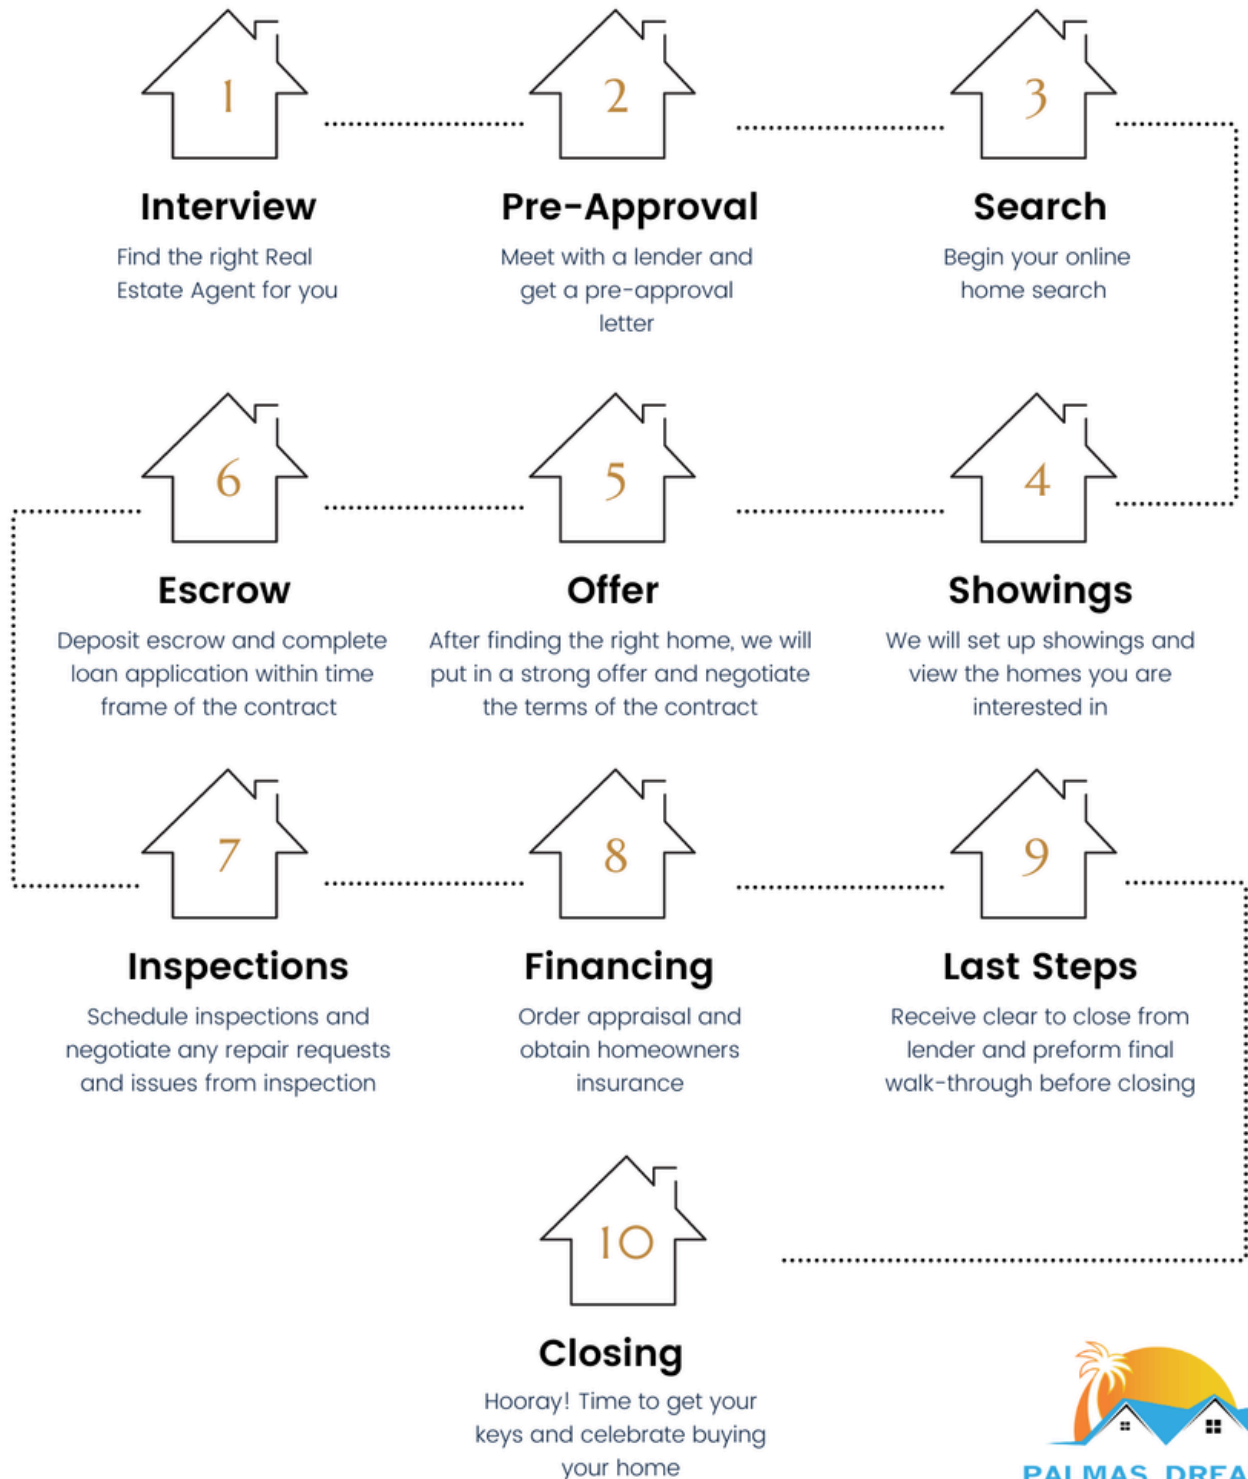 1
2
3
Interview
Find the right Real
Estate Agent for you
Pre-Approval
Meet with a lender and
get a pre-approval
letter
Search
Begin your online
home search
4
Showings
We will set up showings and
view the homes you are
interested in
5
Offer
After finding the right home, we will
put in a strong offer and negotiate
the terms of the contract
6
Escrow
Deposit escrow and complete
loan application within time
frame of the contract
7
Inspections
Schedule inspections and
negotiate any repair requests
and issues from inspection
8
Financing
Order appraisal and
obtain homeowners
insurance
9
Last Steps
Receive clear to close from
lender and preform final
walk-through before closing
10
Closing
Hooray! Time to get your
keys and celebrate buying
your home
PALMAS